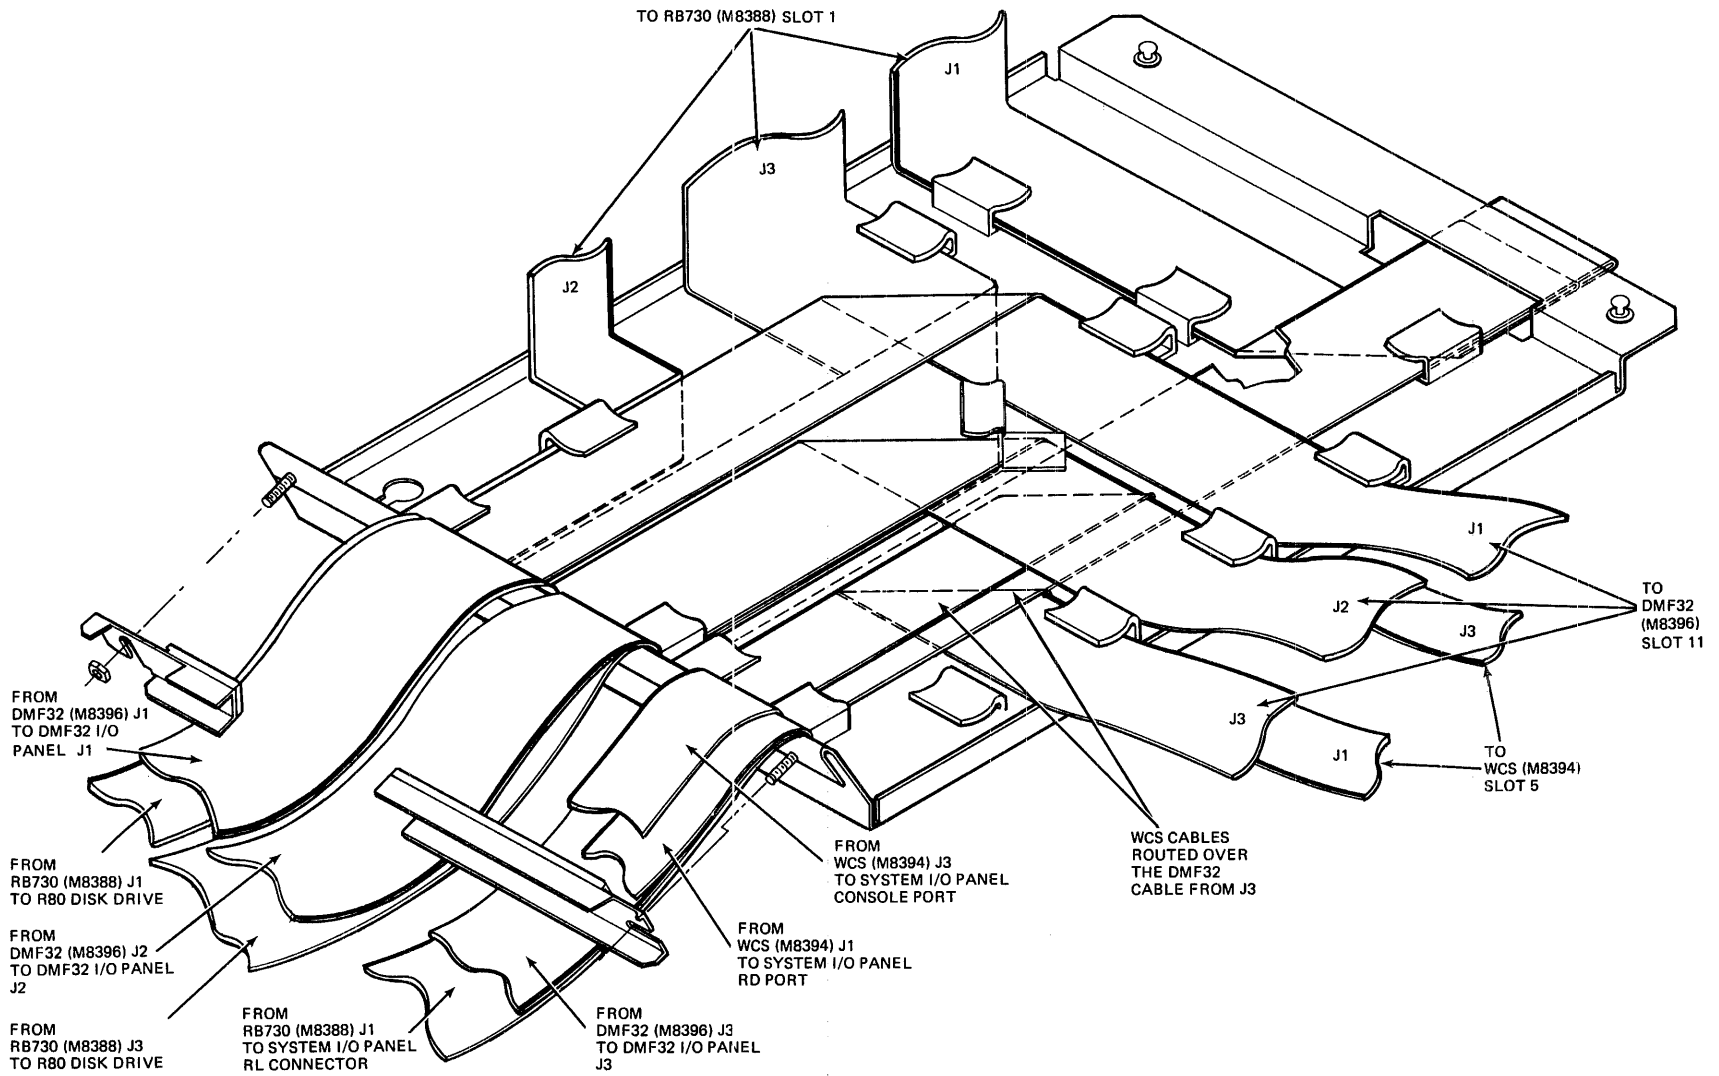 TO RB730 (M8388) SLOT 1
J1
J3
J2
J1
J2
J3
TO
DMF32
(M8396)
SLOT 11
J3
J1
TO
WCS (M8394)
SLOT 5
FROM
DMF32 (M8396) J1
TO DMF32 I/O
PANEL J1
FROM
RB730 (M8388) J1
TO R80 DISK DRIVE
FROM
DMF32 (M8396) J2
TO DMF32 I/O PANEL
J2
FROM
RB730 (M8388) J3
TO R80 DISK DRIVE
FROM
RB730 (M8388) J1
TO SYSTEM I/O PANEL
RL CONNECTOR
FROM
DMF32 (M8396) J3
TO DMF32 I/O PANEL
J3
FROM
WCS (M8394) J1
TO SYSTEM I/O PANEL
RD PORT
FROM
WCS (M8394) J3
TO SYSTEM I/O PANEL
CONSOLE PORT
WCS CABLES
ROUTED OVER
THE DMF32
CABLE FROM J3